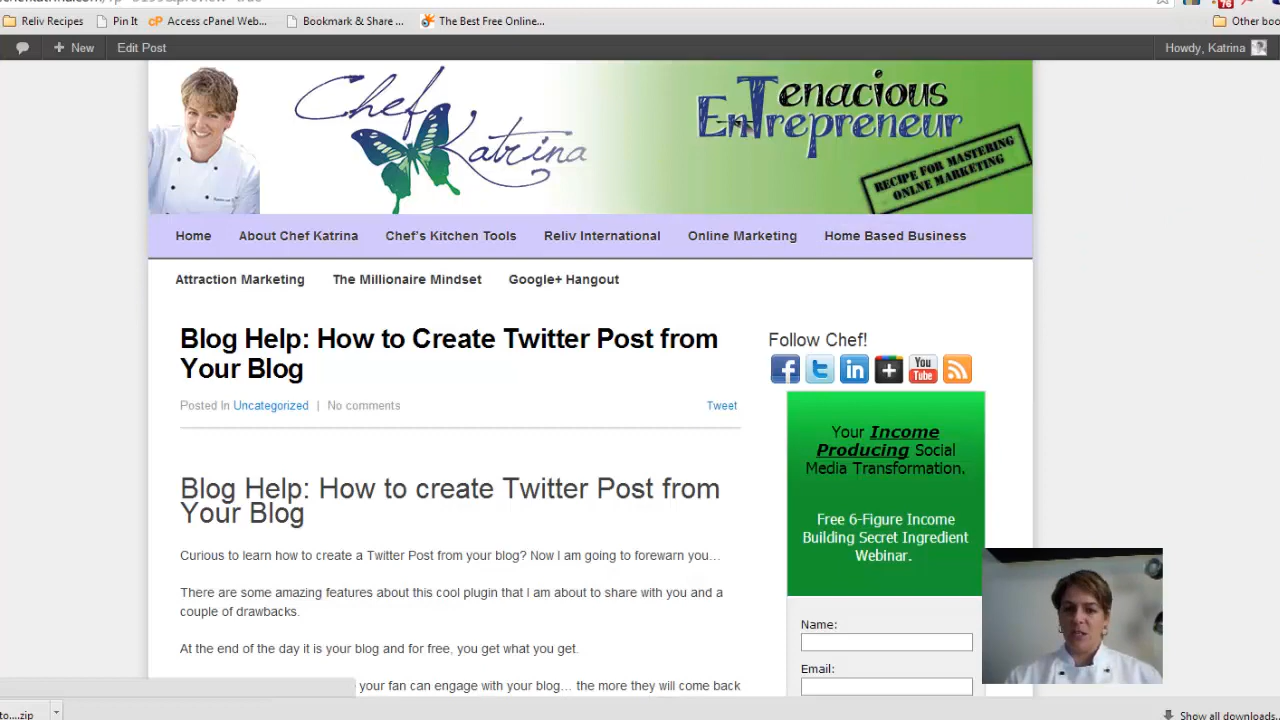 Reliv Recipes
Pin It
Access cPanel Web...
Bookmark & Share ...
The Best Free Online...
Other boo
New
Edit Post
Howdy, Katrina
Chef Katrina
Tenacious
EnTrepreneur
RECIPE FOR MASTERING
ONLINE MARKETING
Home
About Chef Katrina
Chef's Kitchen Tools
Reliv International
Online Marketing
Home Based Business
Attraction Marketing
The Millionaire Mindset
Google+ Hangout
Blog Help: How to Create Twitter Post from
Your Blog
Posted In Uncategorized | No comments
Tweet
Blog Help: How to create Twitter Post from
Your Blog
Curious to learn how to create a Twitter Post from your blog? Now I am going to forewarn you…
There are some amazing features about this cool plugin that I am about to share with you and a
couple of drawbacks.
At the end of the day it is your blog and for free, you get what you get.
your fan can engage with your blog… the more they will come back
Follow Chef!
You
Tube
Your Income
Producing Social
Media Transformation.
Free 6-Figure Income
Building Secret Ingredient
Webinar.
Name:
Email:
to....zip
Show all downloads.